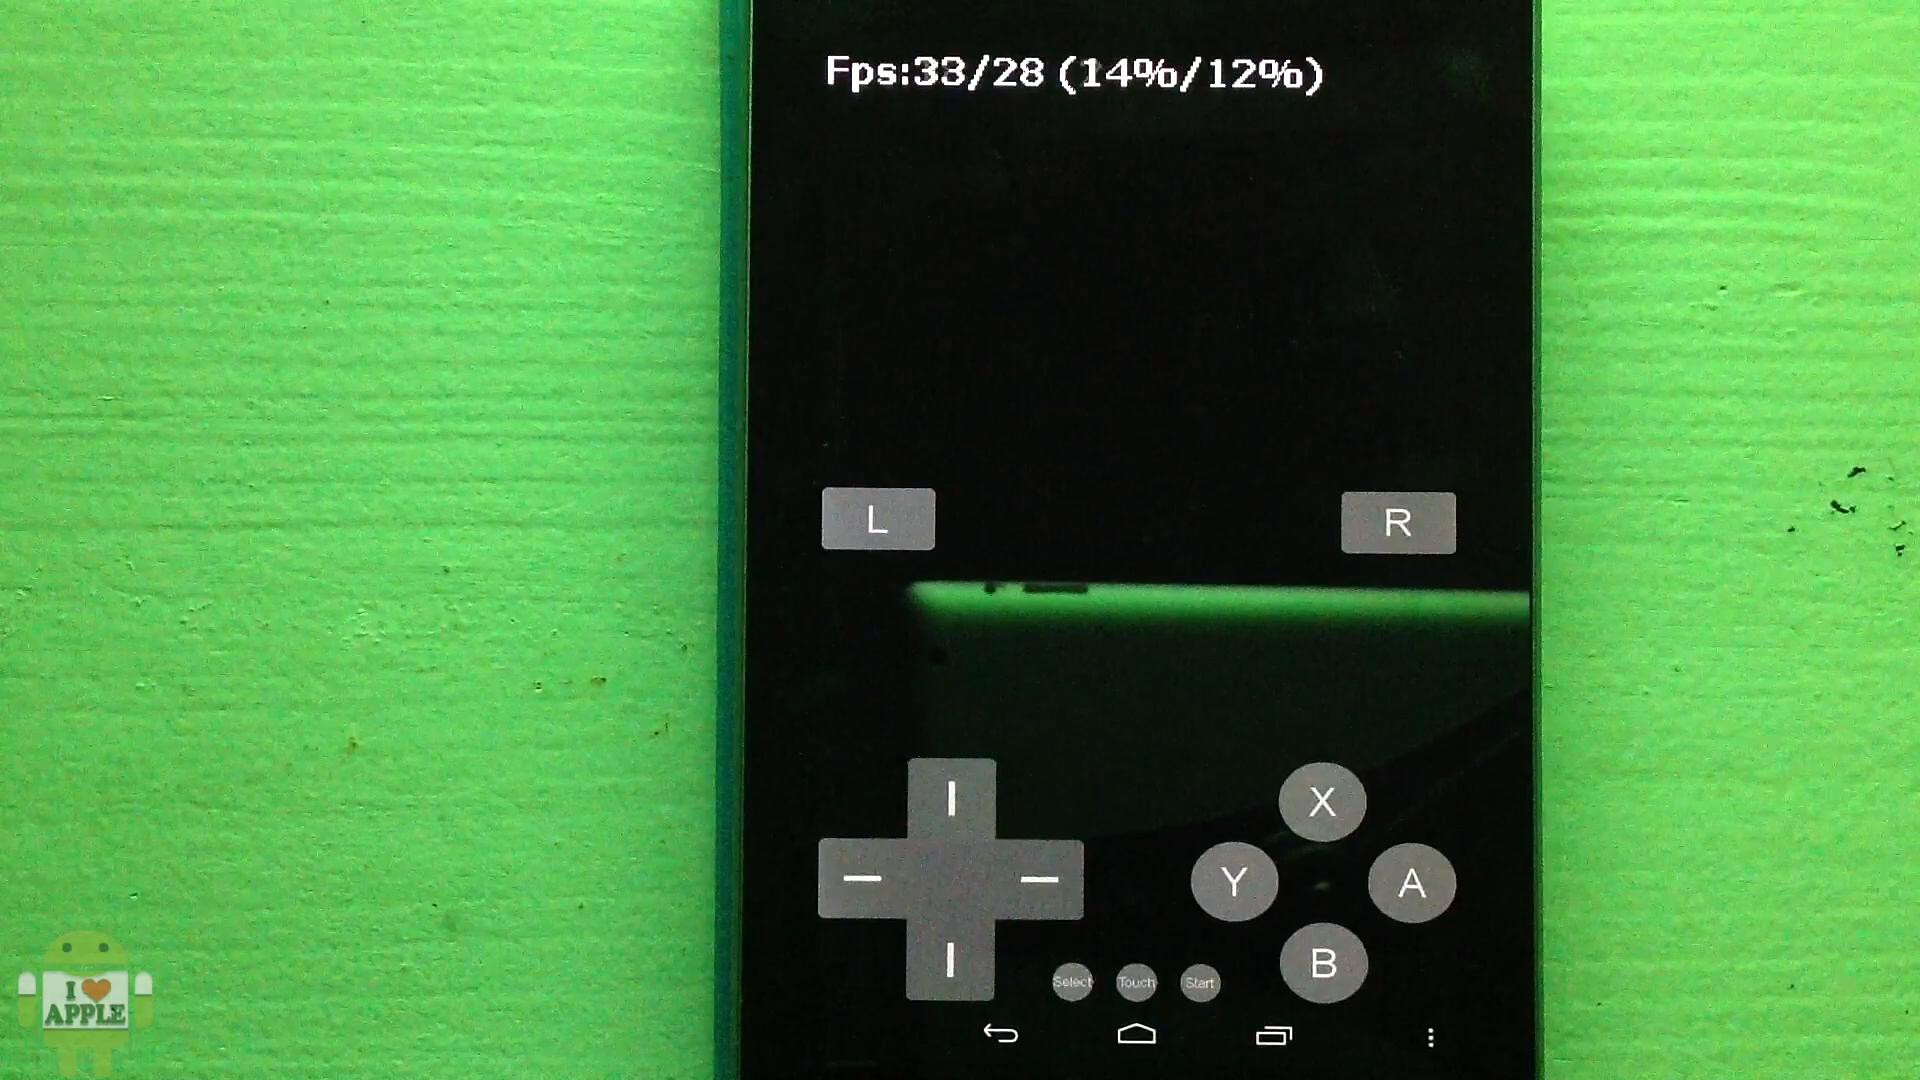 Fps:33/28 (14%/12%)
L
R
X
Y
A
B
Select
Touch
Start
I
APPLE